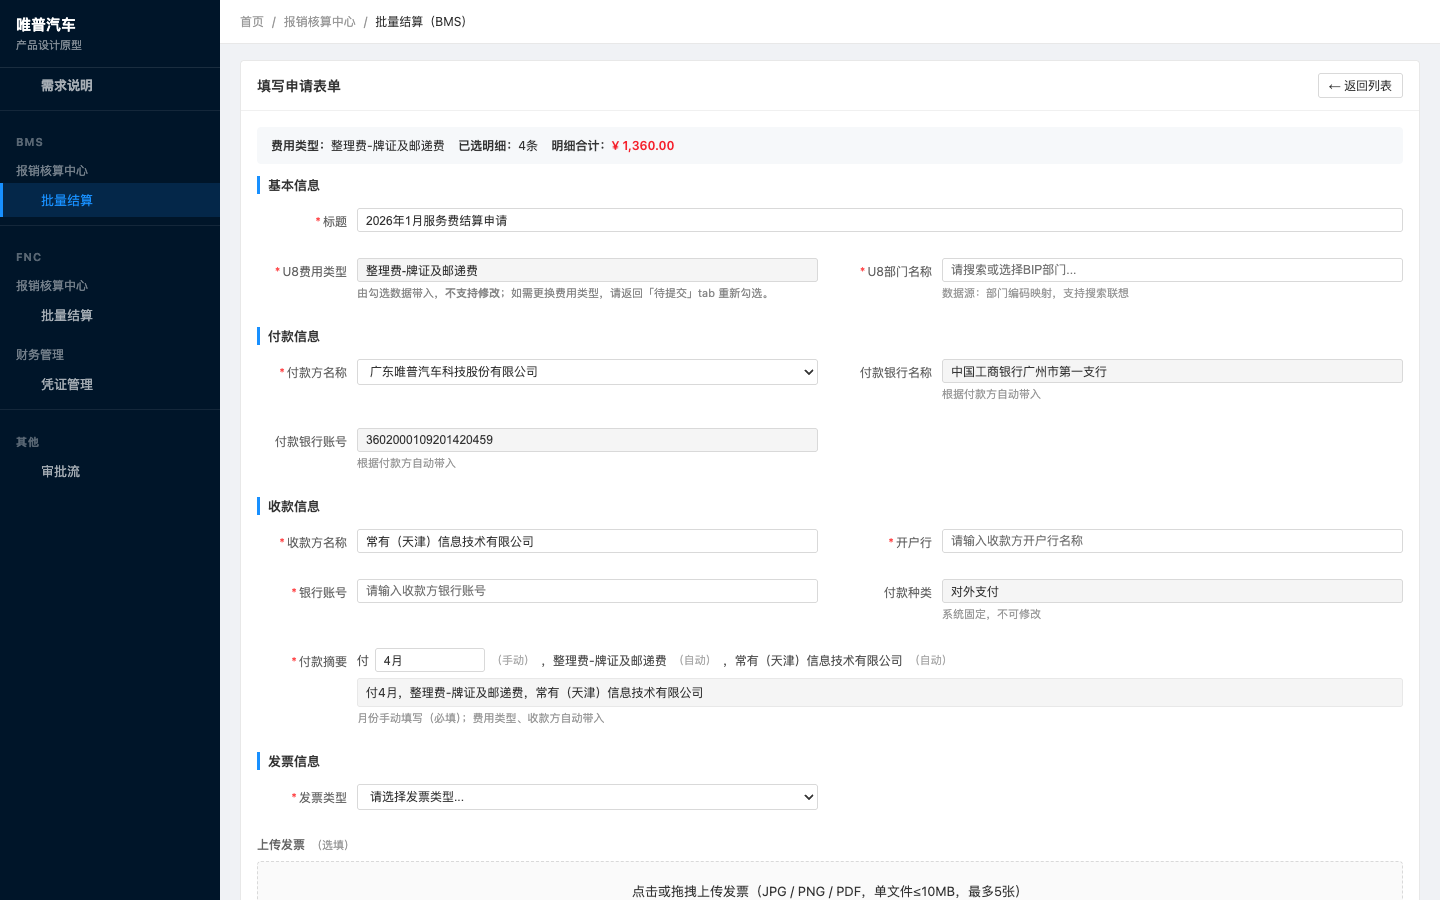 唯普汽车
产品设计原型
需求说明
BMS
报销核算中心
批量结算
FNC
报销核算中心
批量结算
财务管理
凭证管理
其他
审批流
首页 / 报销核算中心 / 批量结算（BMS）
填写申请表单
← 返回列表
费用类型：整理费-牌证及邮递费 已选明细：4条 明细合计：¥ 1,360.00
基本信息
* 标题 2026年1月服务费结算申请
* U8费用类型 整理费-牌证及邮递费
由勾选数据带入，不支持修改；如需更换费用类型，请返回「待提交」tab 重新勾选。
* U8部门名称 请搜索或选择BIP部门...
数据源：部门编码映射，支持搜索联想
付款信息
* 付款方名称 广东唯普汽车科技股份有限公司
付款银行名称 中国工商银行广州市第一支行
根据付款方自动带入
付款银行账号 3602000109201420459
根据付款方自动带入
收款信息
* 收款方名称 常有（天津）信息技术有限公司
* 开户行 请输入收款方开户行名称
* 银行账号 请输入收款方银行账号
付款种类 对外支付
系统固定，不可修改
* 付款摘要 付 4月 （手动） ，整理费-牌证及邮递费 （自动） ，常有（天津）信息技术有限公司 （自动）
付4月，整理费-牌证及邮递费，常有（天津）信息技术有限公司
月份手动填写（必填）；费用类型、收款方自动带入
发票信息
* 发票类型 请选择发票类型...
上传发票 （选填）
点击或拖拽上传发票（JPG / PNG / PDF，单文件≤10MB，最多5张）